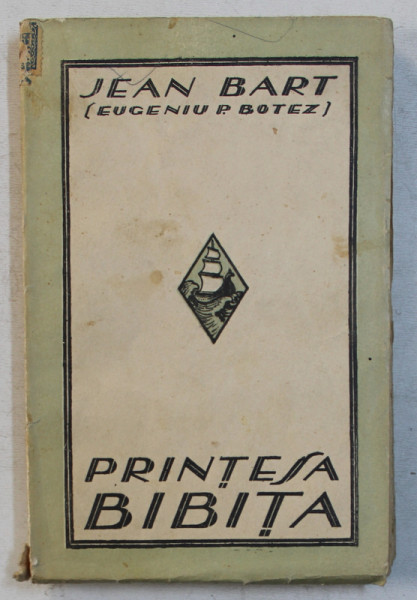 JEAN BART
(EUGENIU P. BOTEZ)
PRINȚESA
BIBIȚA